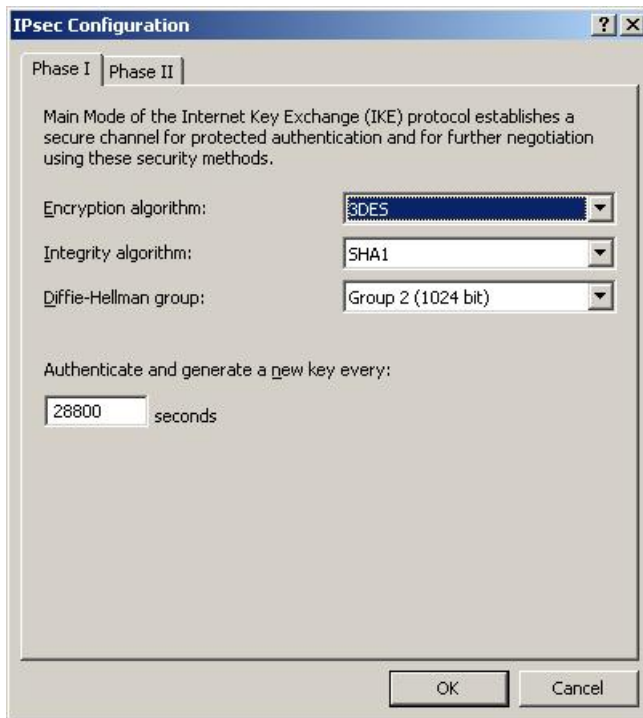 IPsec Configuration
Phase I
Phase II
Main Mode of the Internet Key Exchange (IKE) protocol establishes a
secure channel for protected authentication and for further negotiation
using these security methods.
Encryption algorithm:
3DES
Integrity algorithm:
SHA1
Diffie-Hellman group:
Group 2 (1024 bit)
Authenticate and generate a new key every:
28800 seconds
OK
Cancel